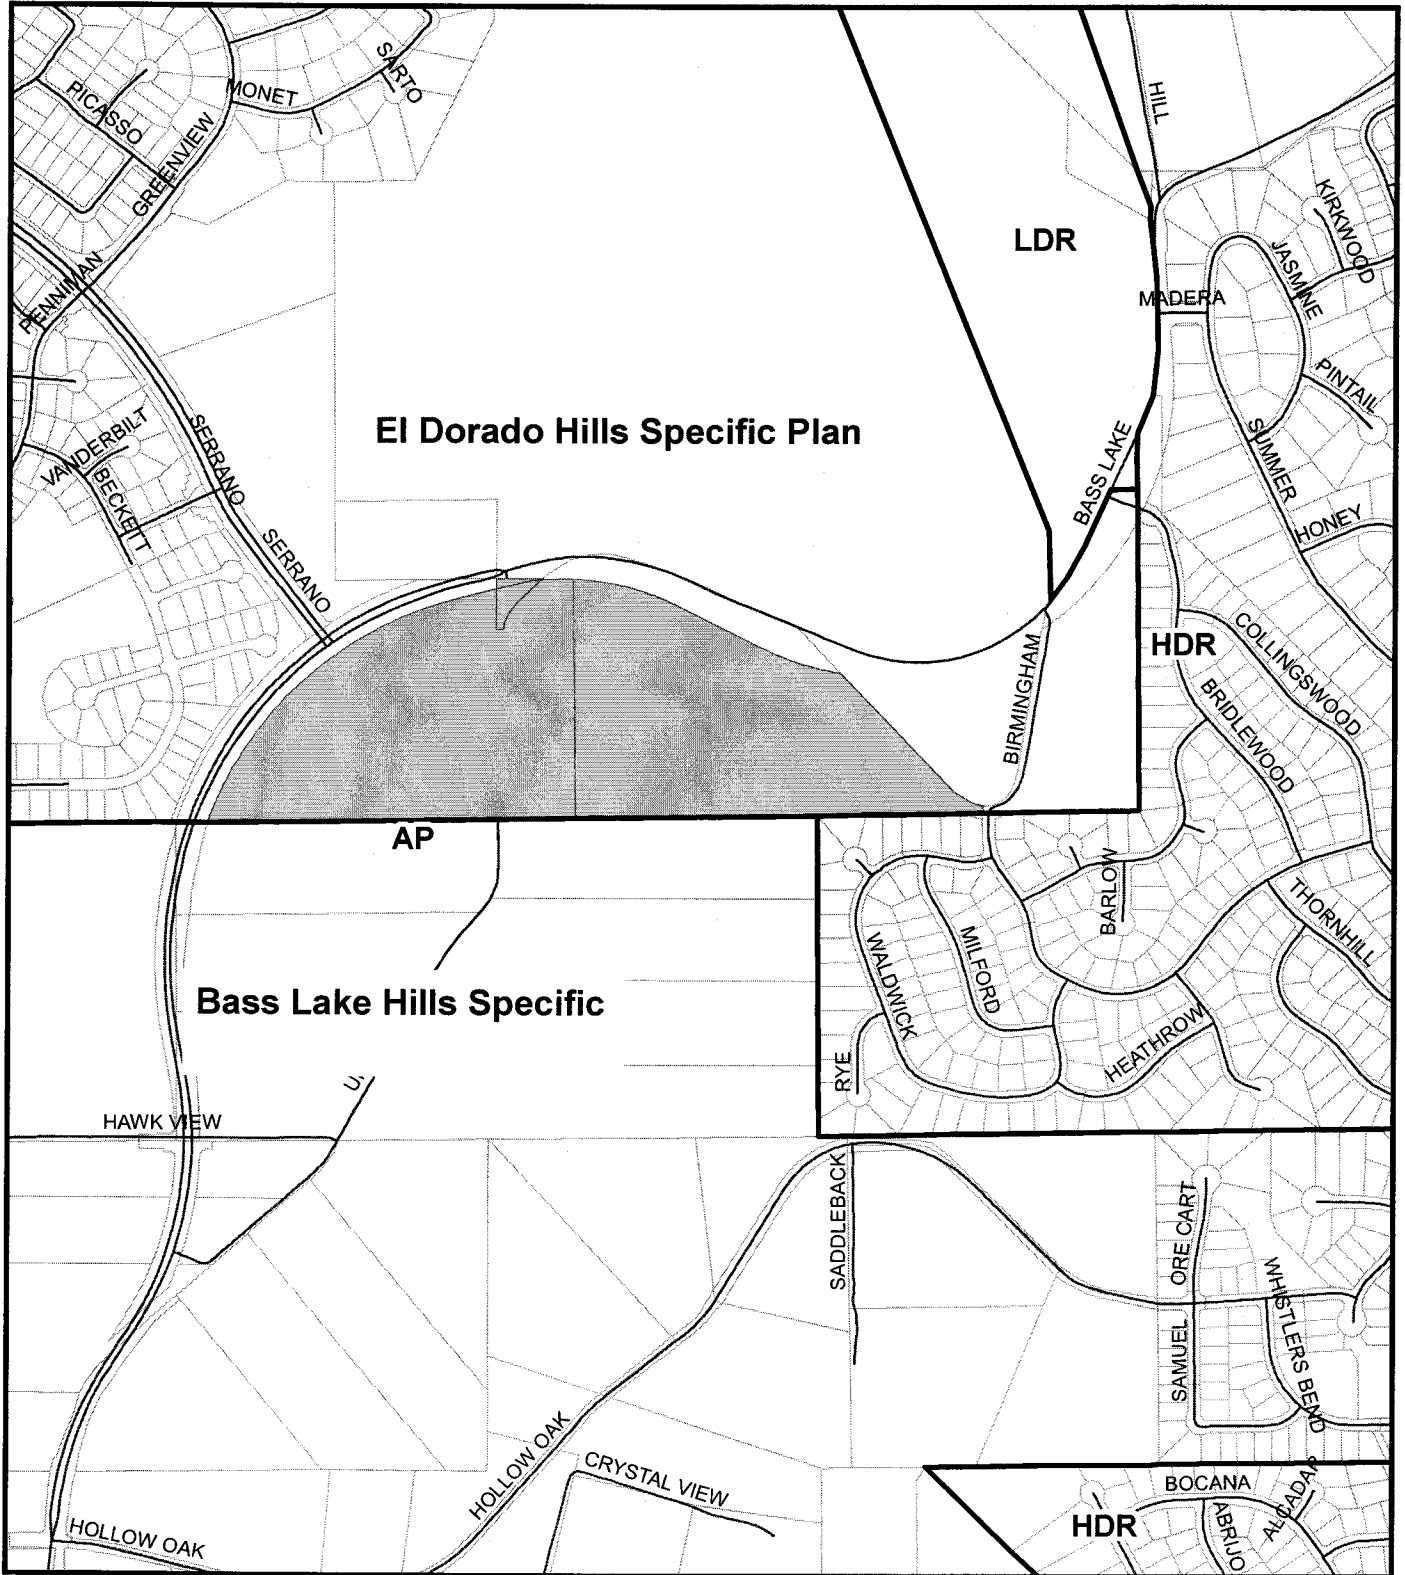 SARTO
MONET
PICASSO
GREENVIEW
HILL
KIRKWOOD
LDR
JASMINE
PENNIMAN
MADERA
PINTAIL
VANDERBILT
SERRANO
El Dorado Hills Specific Plan
BASS LAKE
SUMMER
BECKETT
HONEY
SERRANO
HDR
COLLINGSWOOD
BIRMINGHAM
BRIDLEWOOD
AP
BARLOW
THORNHILL
WALDWICK
MILFORD
Bass Lake Hills Specific
HEATHROW
RYE
HAWK VIEW
SADDLEBACK
ORE CART
WHISTLERS BEND
SAMUEL
HOLLOW OAK
CRYSTAL VIEW
BOCANA
HDR
ABRIJO
HOLLOW OAK